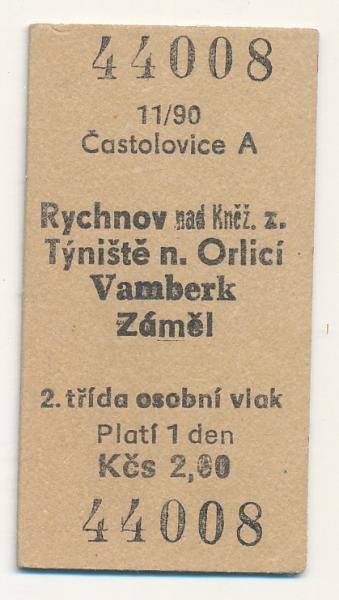 44008
11/90
Častolovice A
Rychnov nad Kněž. z.
Týniště n. Orlicí
Vamberk
Záměl
2. třída osobní vlak
Platí 1 den
Kčs 2,60
44008